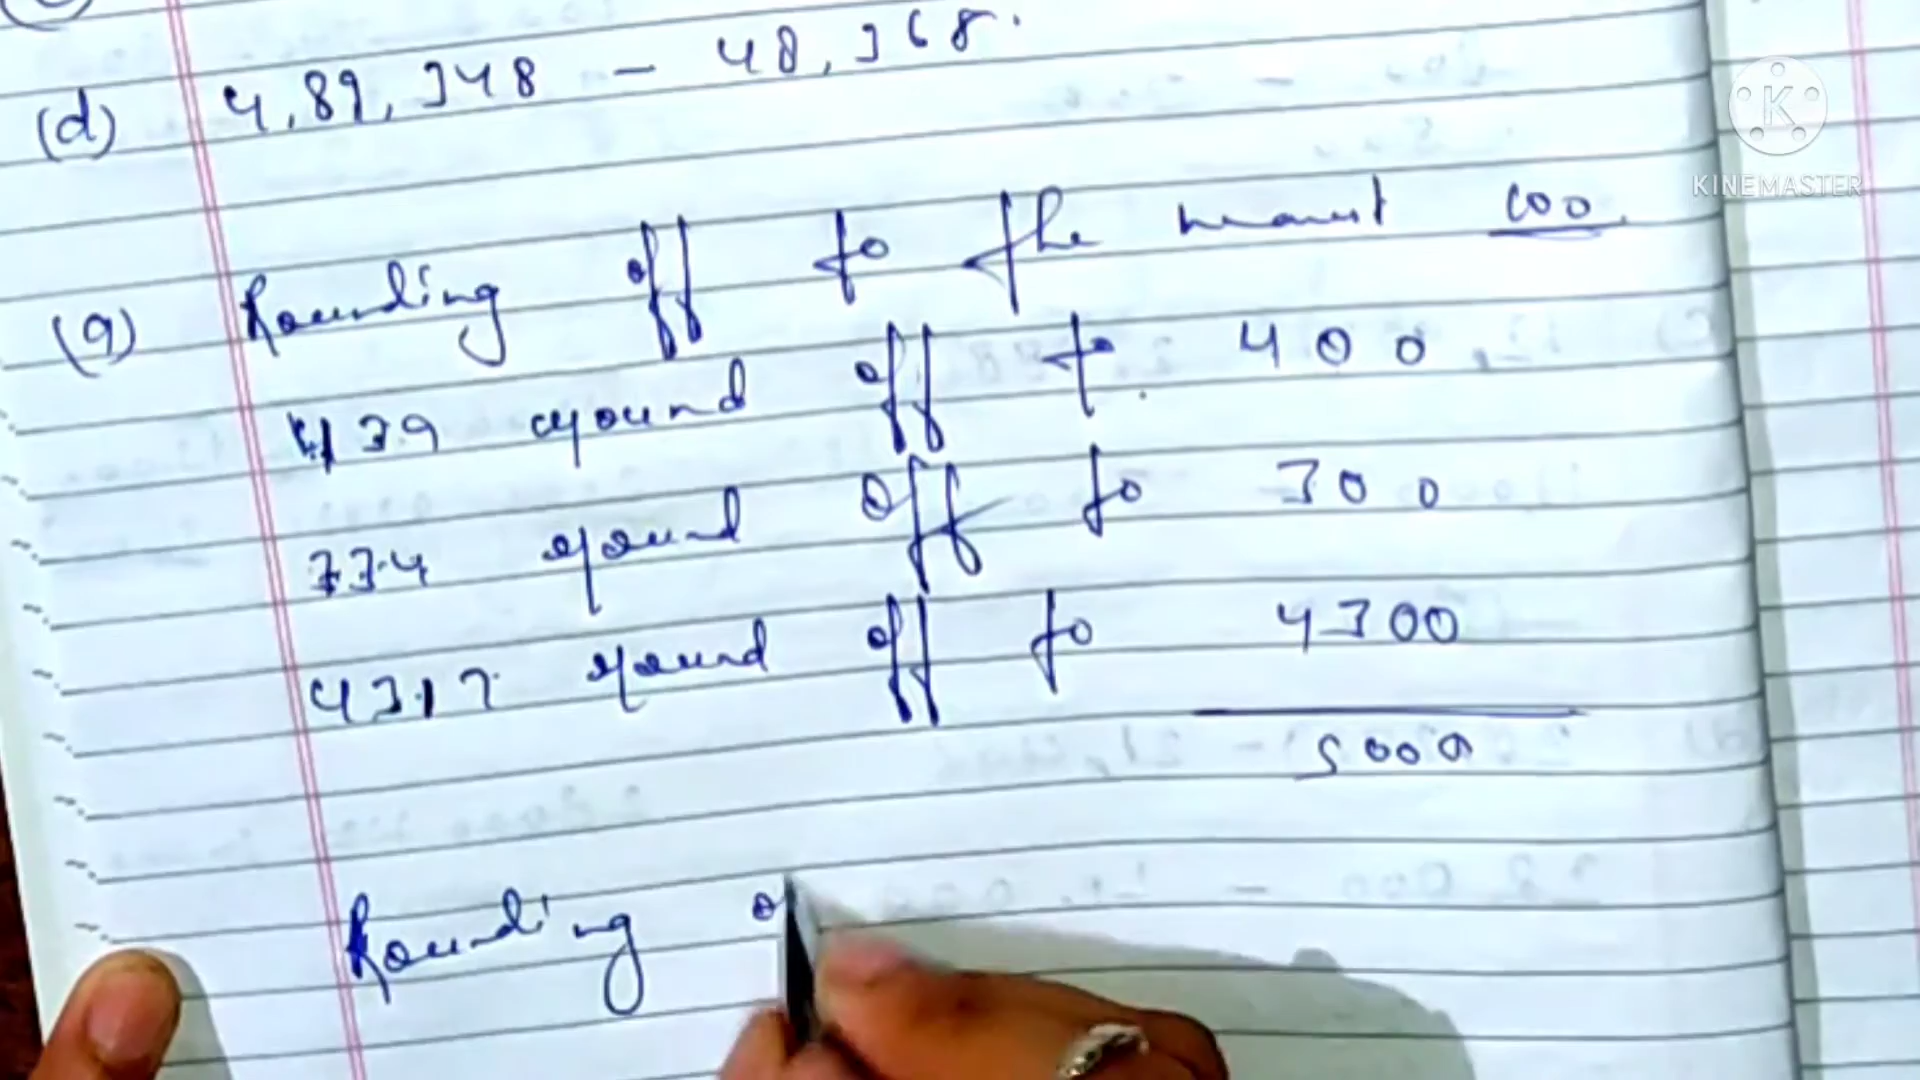 (d) 4,89,348 - 48,368.
KINEMASTER
(a) Rounding off to the nearest 100.
439 round off to 400
334 round off to 300
4317 round off to 4300
5000
Rounding